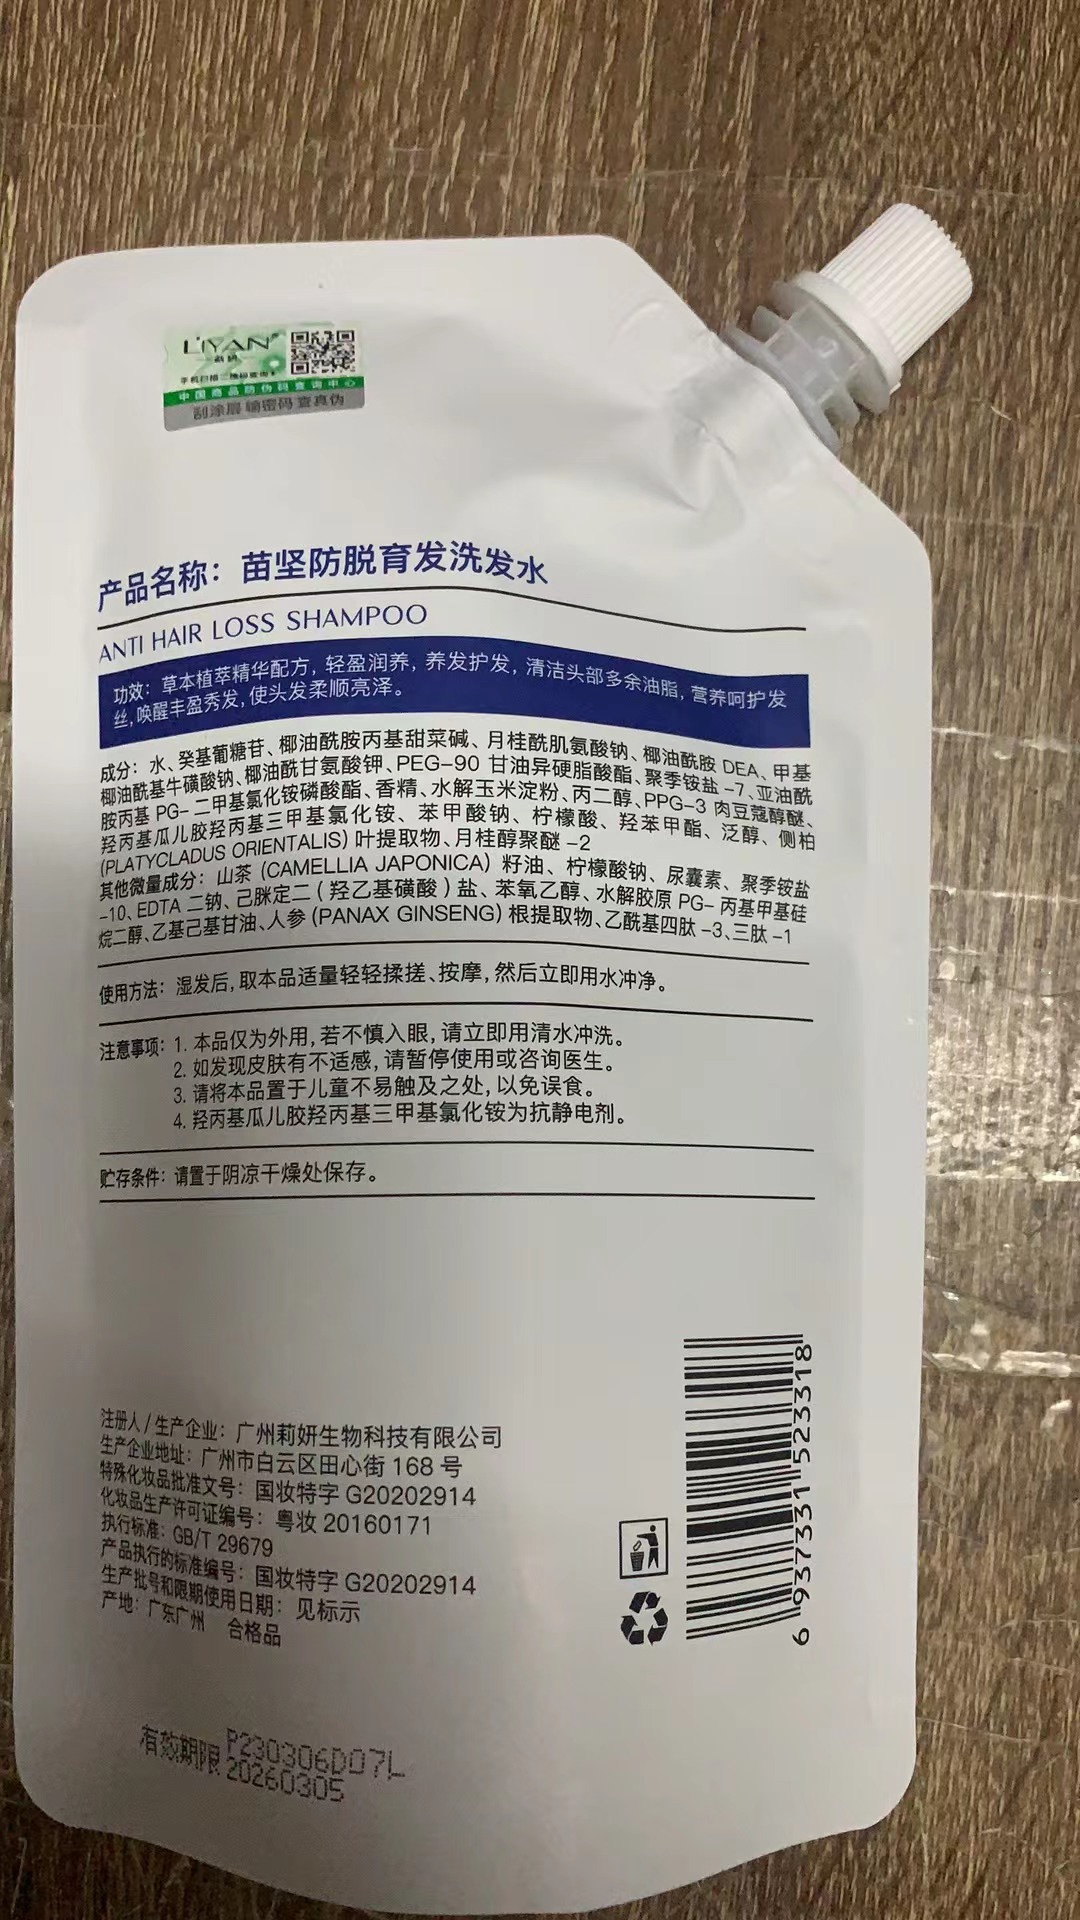 LIYAN
手机扫描二维码查询
中国商品防伪码查询中心
刮涂层 输密码 查真伪
产品名称：苗坚防脱育发洗发水
ANTI HAIR LOSS SHAMPOO
功效：草本植萃精华配方，轻盈润养，养发护发，清洁头部多余油脂，营养呵护发
丝，唤醒丰盈秀发，使头发柔顺亮泽。
成分：水、癸基葡糖苷、椰油酰胺丙基甜菜碱、月桂酰肌氨酸钠、椰油酰胺 DEA、甲基
椰油酰基牛磺酸钠、椰油酰甘氨酸钾、PEG-90 甘油异硬脂酸酯、聚季铵盐 -7、亚油酰
胺丙基 PG- 二甲基氯化铵磷酸酯、香精、水解玉米淀粉、丙二醇、PPG-3 肉豆蔻醇醚、
羟丙基瓜儿胶羟丙基三甲基氯化铵、苯甲酸钠、柠檬酸、羟苯甲酯、泛醇、侧柏
(PLATYCLADUS ORIENTALIS) 叶提取物、月桂醇聚醚 -2
其他微量成分：山茶 (CAMELLIA JAPONICA) 籽油、柠檬酸钠、尿囊素、聚季铵盐
-10、EDTA 二钠、己脒定二 ( 羟乙基磺酸 ) 盐、苯氧乙醇、水解胶原 PG- 丙基甲基硅
烷二醇、乙基己基甘油、人参 (PANAX GINSENG) 根提取物、乙酰基四肽 -3、三肽 -1
使用方法：湿发后，取本品适量轻轻揉搓、按摩，然后立即用水冲净。
注意事项：1. 本品仅为外用，若不慎入眼，请立即用清水冲洗。
2. 如发现皮肤有不适感，请暂停使用或咨询医生。
3. 请将本品置于儿童不易触及之处，以免误食。
4. 羟丙基瓜儿胶羟丙基三甲基氯化铵为抗静电剂。
贮存条件：请置于阴凉干燥处保存。
注册人 / 生产企业：广州莉妍生物科技有限公司
生产企业地址：广州市白云区田心街 168 号
特殊化妆品批准文号：国妆特字 G20202914
化妆品生产许可证编号：粤妆 20160171
执行标准：GB/T 29679
产品执行的标准编号：国妆特字 G20202914
生产批号和限期使用日期：见标示
产地：广东广州 合格品
6 937331 523318
P230306D07L
有效期限 20260305